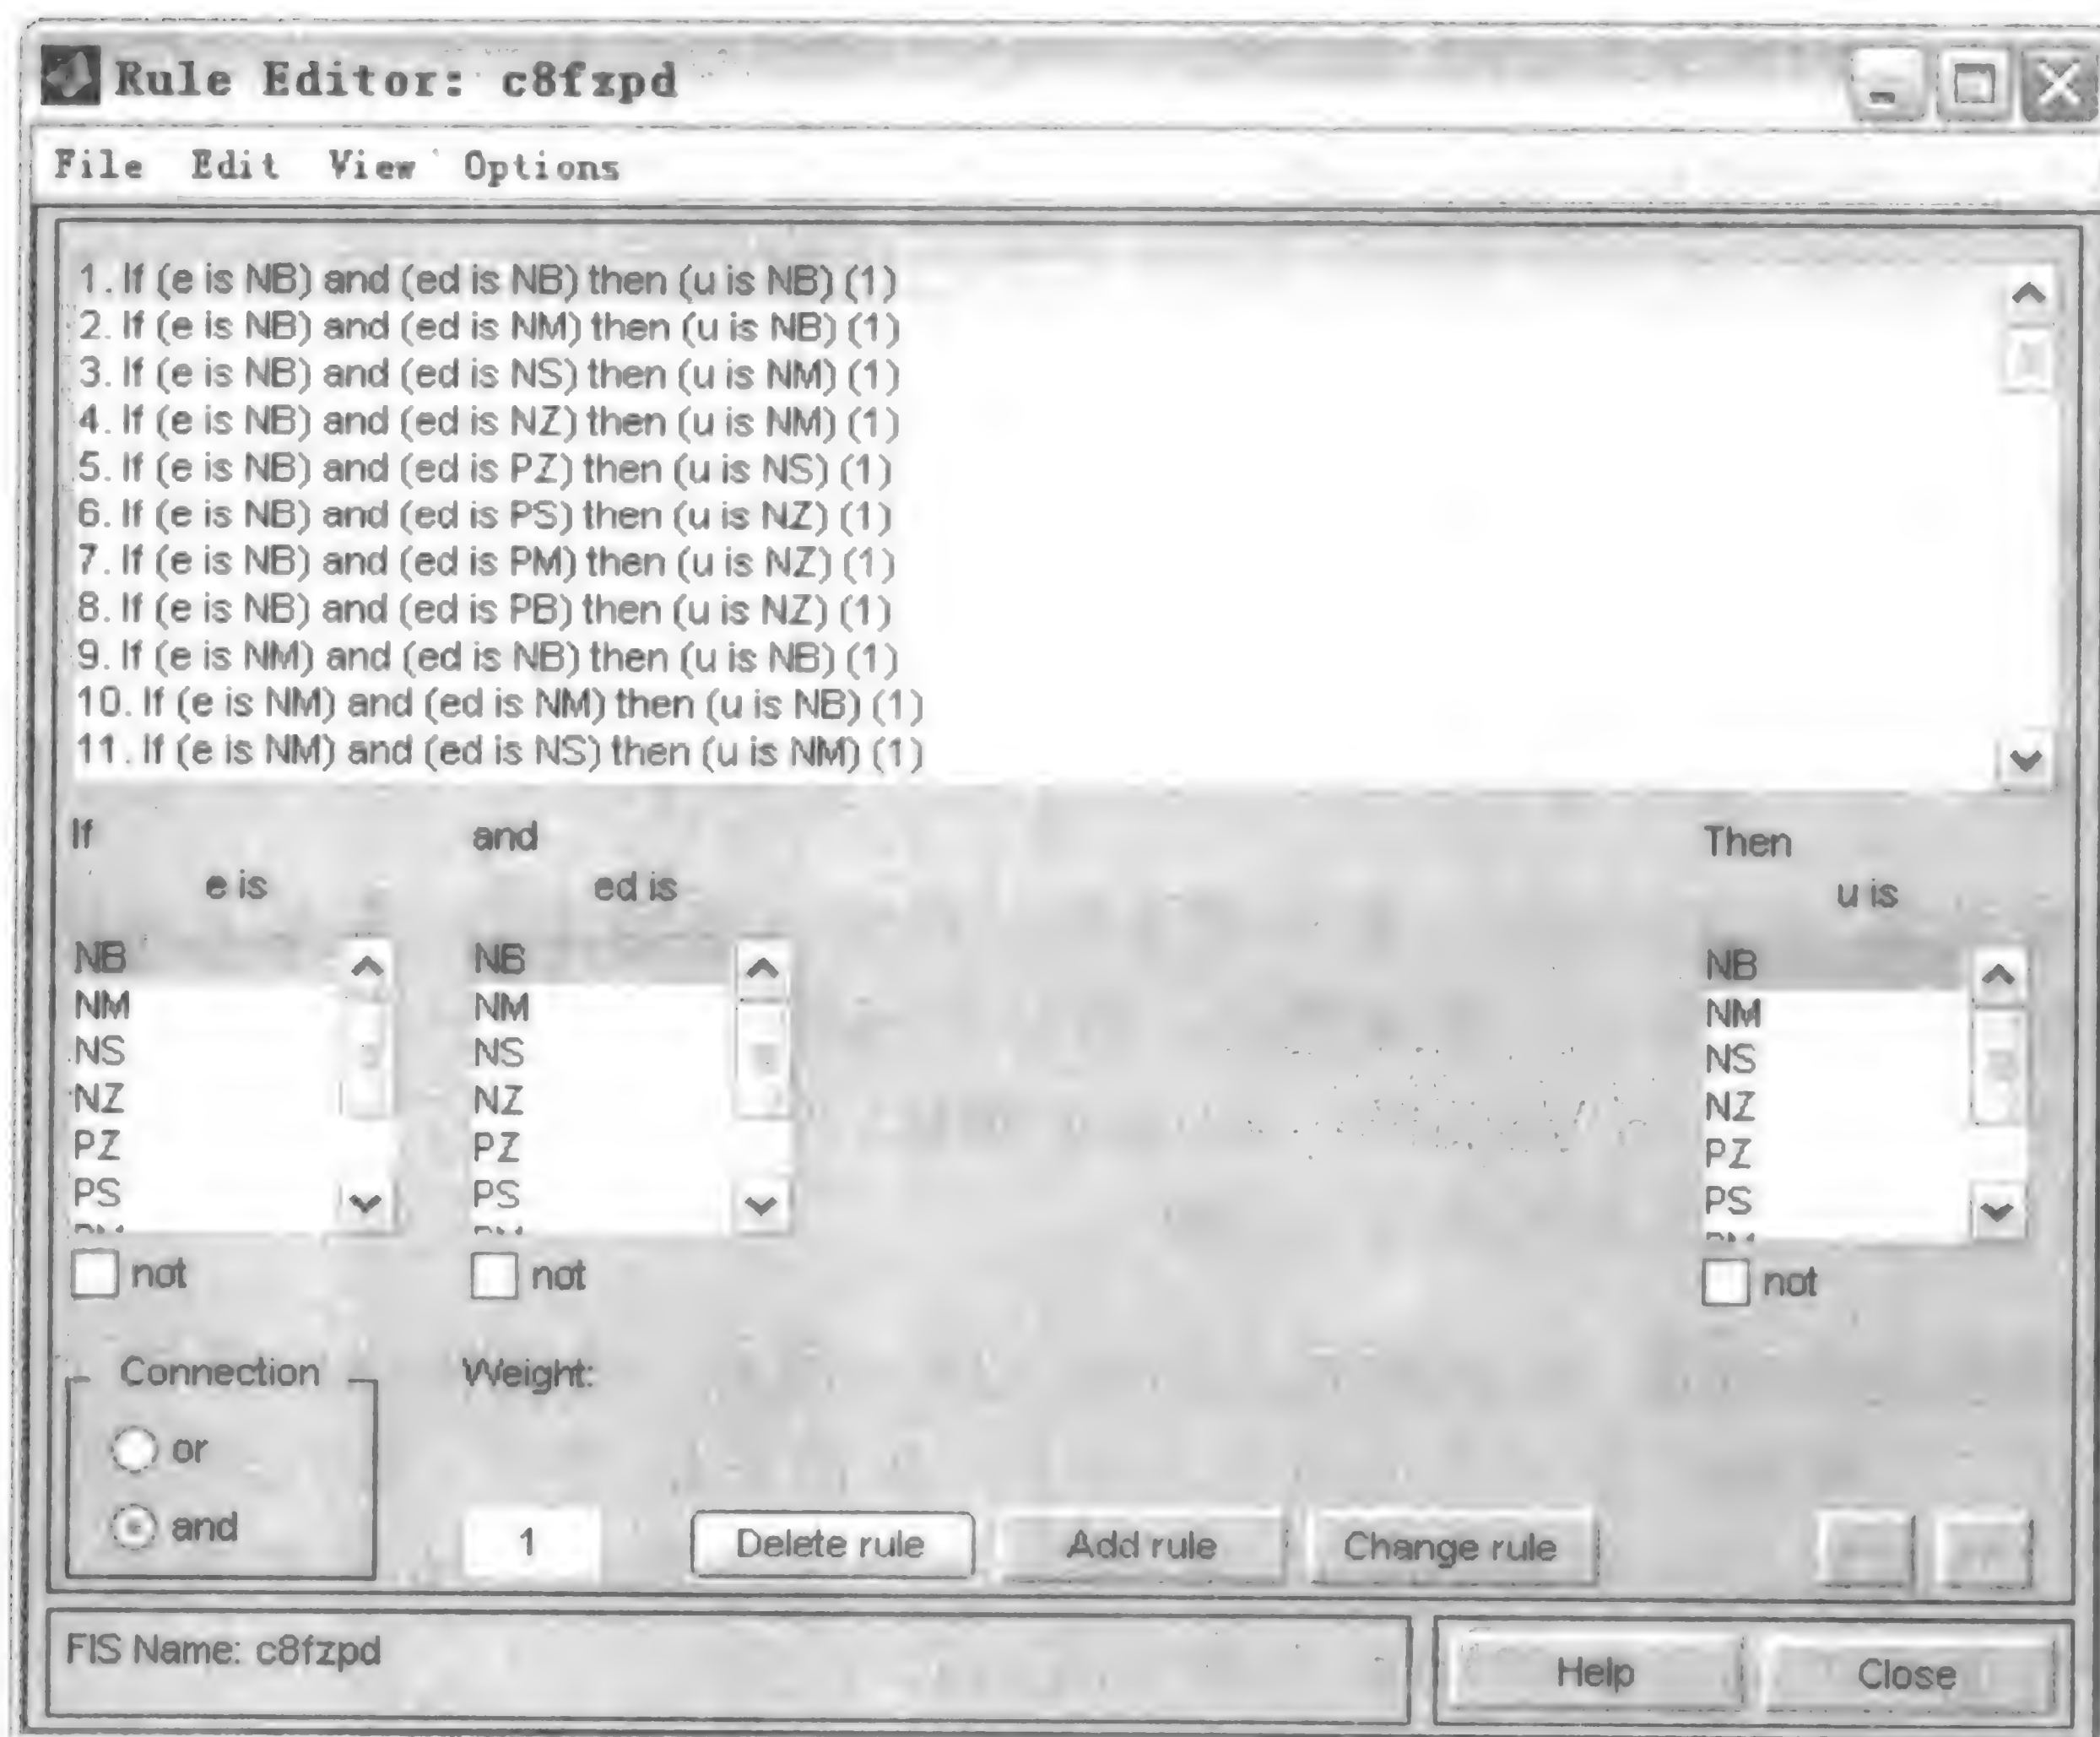 Rule Editor: c8fzpd
File Edit View Options
1. If (e is NB) and (ed is NB) then (u is NB) (1)
2. If (e is NB) and (ed is NM) then (u is NB) (1)
3. If (e is NB) and (ed is NS) then (u is NM) (1)
4. If (e is NB) and (ed is NZ) then (u is NM) (1)
5. If (e is NB) and (ed is PZ) then (u is NS) (1)
6. If (e is NB) and (ed is PS) then (u is NZ) (1)
7. If (e is NB) and (ed is PM) then (u is NZ) (1)
8. If (e is NB) and (ed is PB) then (u is NZ) (1)
9. If (e is NM) and (ed is NB) then (u is NB) (1)
10. If (e is NM) and (ed is NM) then (u is NB) (1)
11. If (e is NM) and (ed is NS) then (u is NM) (1)
If and Then
e is ed is u is
NB NB NB
NM NM NM
NS NS NS
NZ NZ NZ
PZ PZ PZ
PS PS PS
not not not
Connection Weight:
or
and 1 Delete rule Add rule Change rule
FIS Name: c8fzpd Help Close